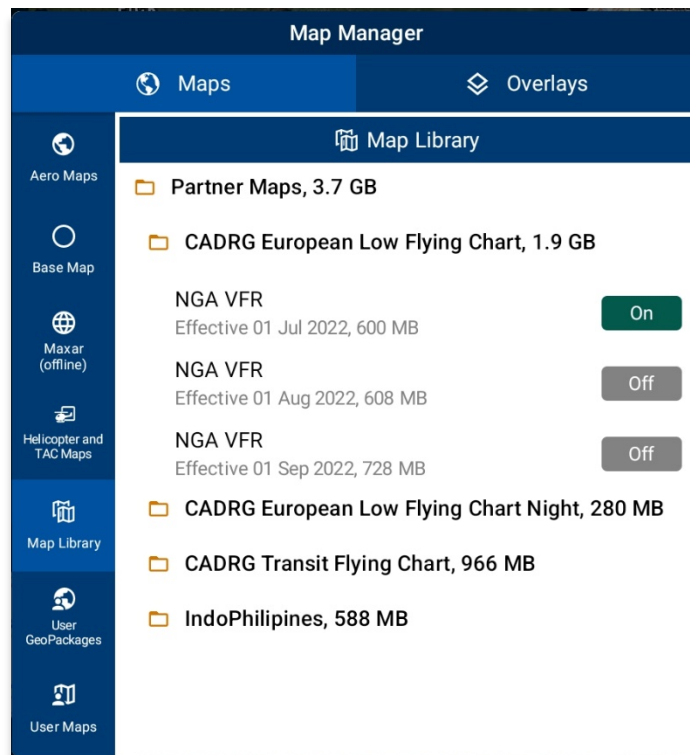 Map Manager
Maps
Overlays
Aero Maps
Base Map
Maxar
(offline)
Helicopter and
TAC Maps
Map Library
User
GeoPackages
User Maps
Map Library
Partner Maps, 3.7 GB
CADRG European Low Flying Chart, 1.9 GB
NGA VFR
Effective 01 Jul 2022, 600 MB
On
NGA VFR
Effective 01 Aug 2022, 608 MB
Off
NGA VFR
Effective 01 Sep 2022, 728 MB
Off
CADRG European Low Flying Chart Night, 280 MB
CADRG Transit Flying Chart, 966 MB
IndoPhilipines, 588 MB